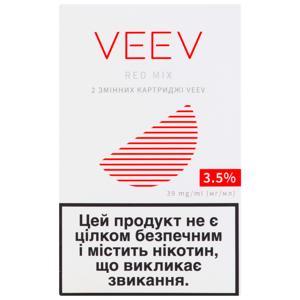 VEEV
RED MIX
2 ЗМІННИХ КАРТРИДЖІ VEEV
3.5%
39 mg/ml (мг/мл)
Цей продукт не є
цілком безпечним
і містить нікотин,
що викликає
звикання.